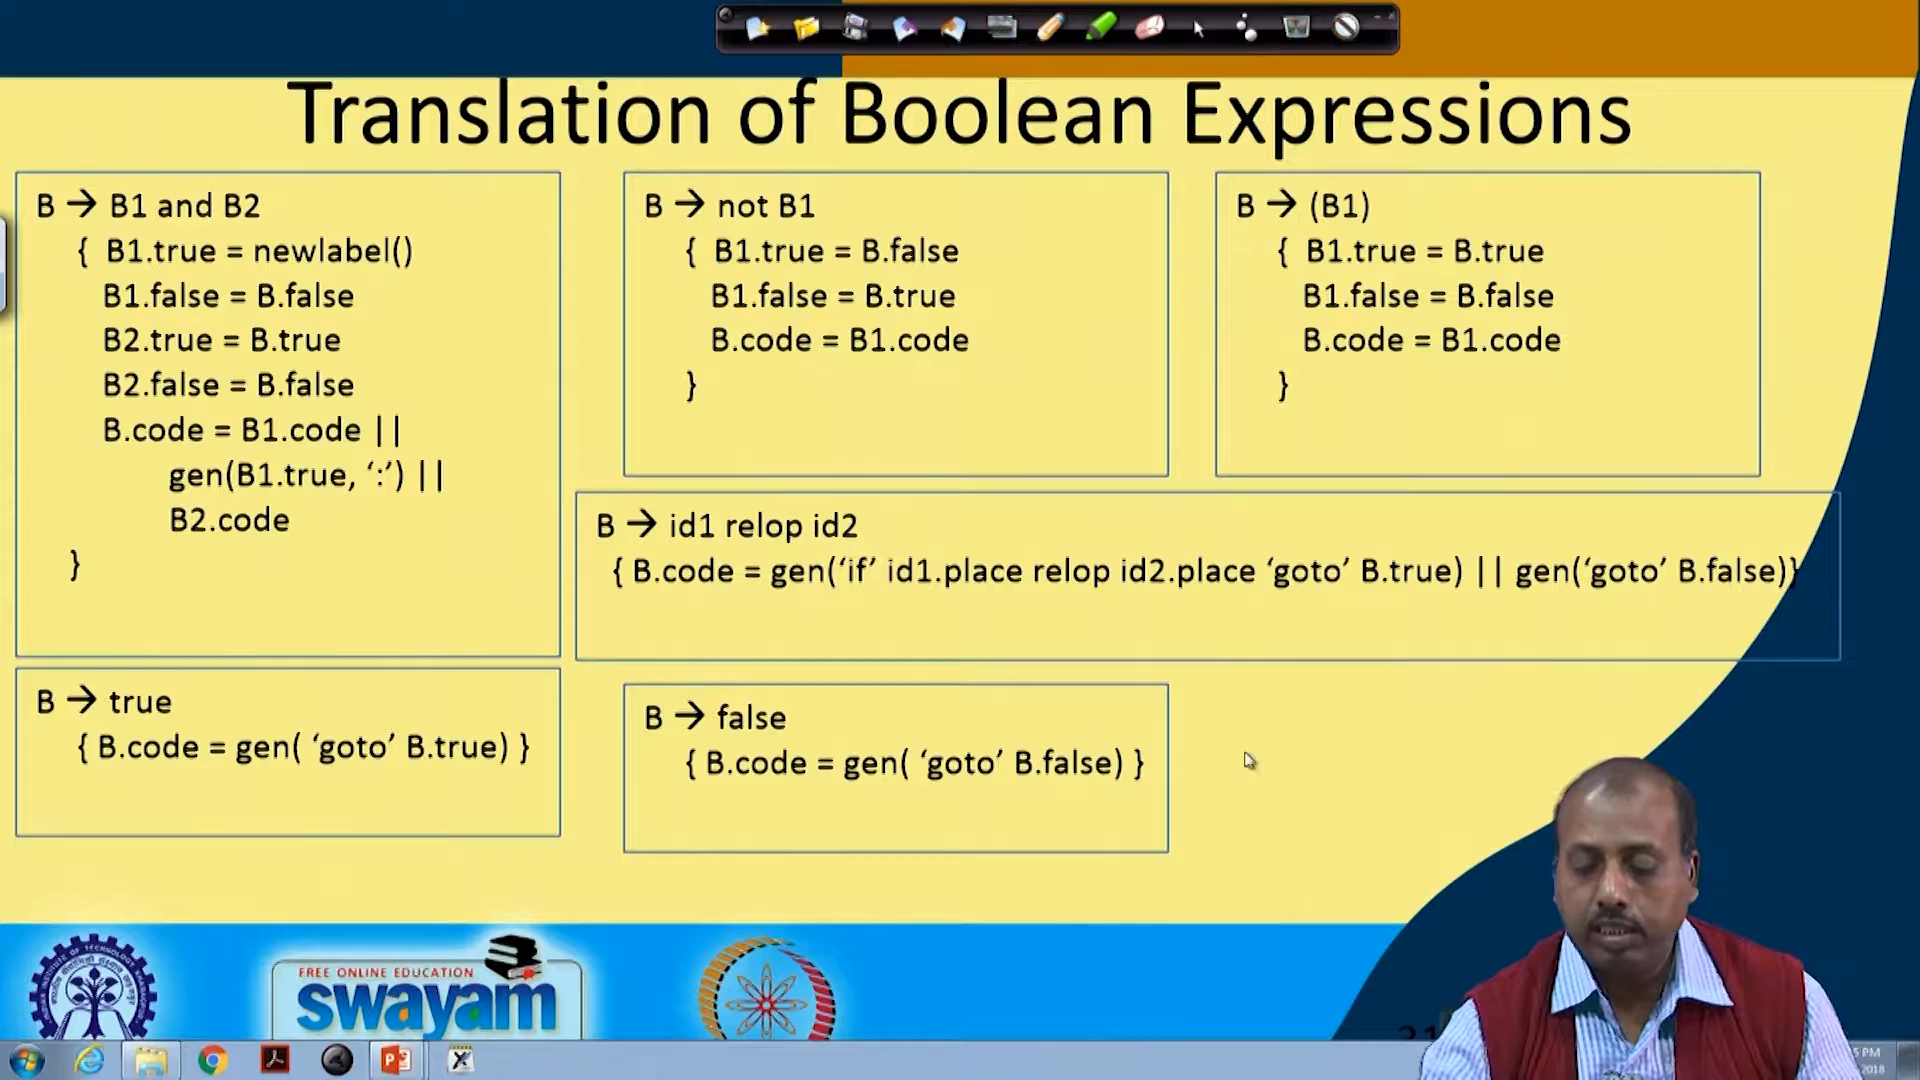 Translation of Boolean Expressions
B → B1 and B2
{ B1.true = newlabel()
B1.false = B.false
B2.true = B.true
B2.false = B.false
B.code = B1.code ||
gen(B1.true, ‘:’) ||
B2.code
}
B → not B1
{ B1.true = B.false
B1.false = B.true
B.code = B1.code
}
B → (B1)
{ B1.true = B.true
B1.false = B.false
B.code = B1.code
}
B → id1 relop id2
{ B.code = gen(‘if’ id1.place relop id2.place ‘goto’ B.true) || gen(‘goto’ B.false)}
B → true
{ B.code = gen( ‘goto’ B.true) }
B → false
{ B.code = gen( ‘goto’ B.false) }
FREE ONLINE EDUCATION
swayam
PM
2018